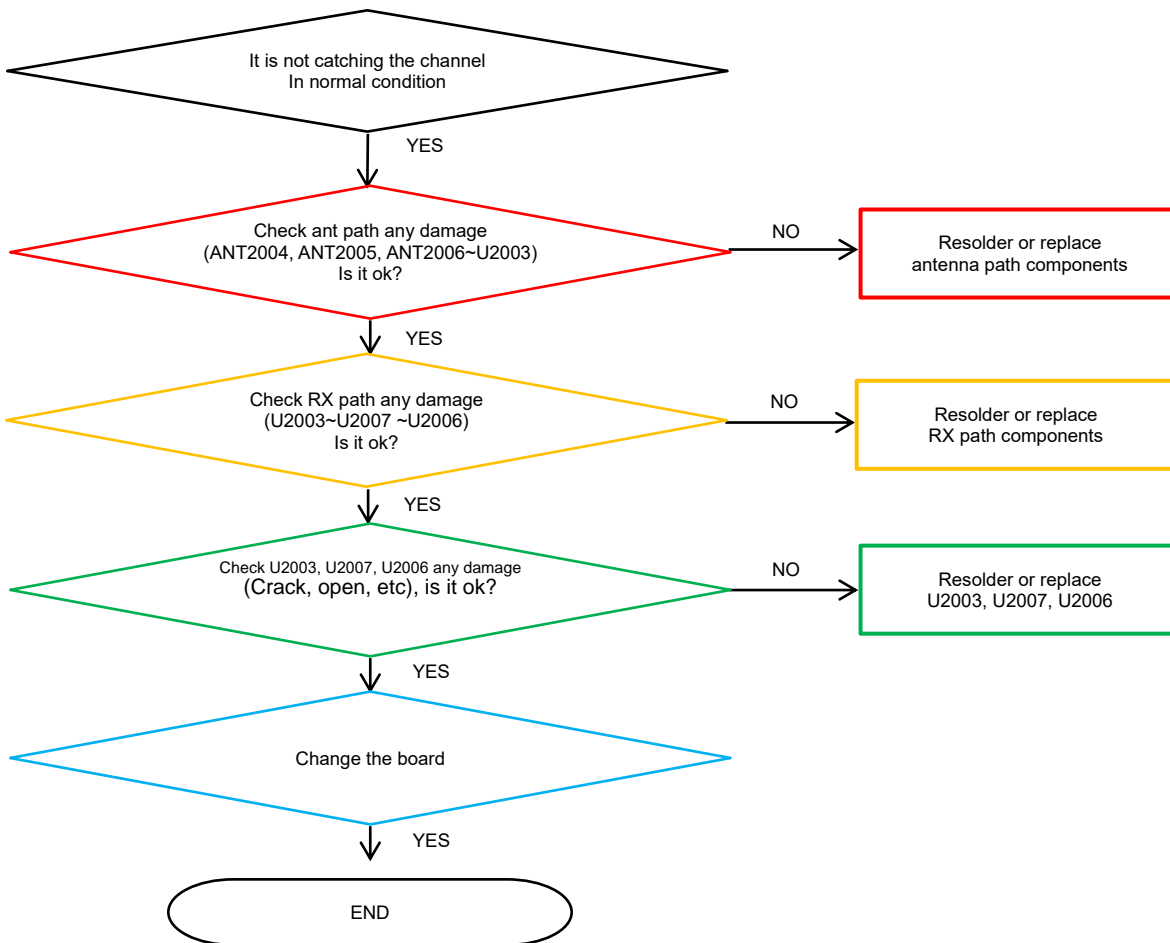 It is not catching the channel
In normal condition
YES
Check ant path any damage
(ANT2004, ANT2005, ANT2006~U2003)
Is it ok?
NO
Resolder or replace
antenna path components
YES
Check RX path any damage
(U2003~U2007 ~U2006)
Is it ok?
NO
Resolder or replace
RX path components
YES
Check U2003, U2007, U2006 any damage
(Crack, open, etc), is it ok?
NO
Resolder or replace
U2003, U2007, U2006
YES
Change the board
YES
END